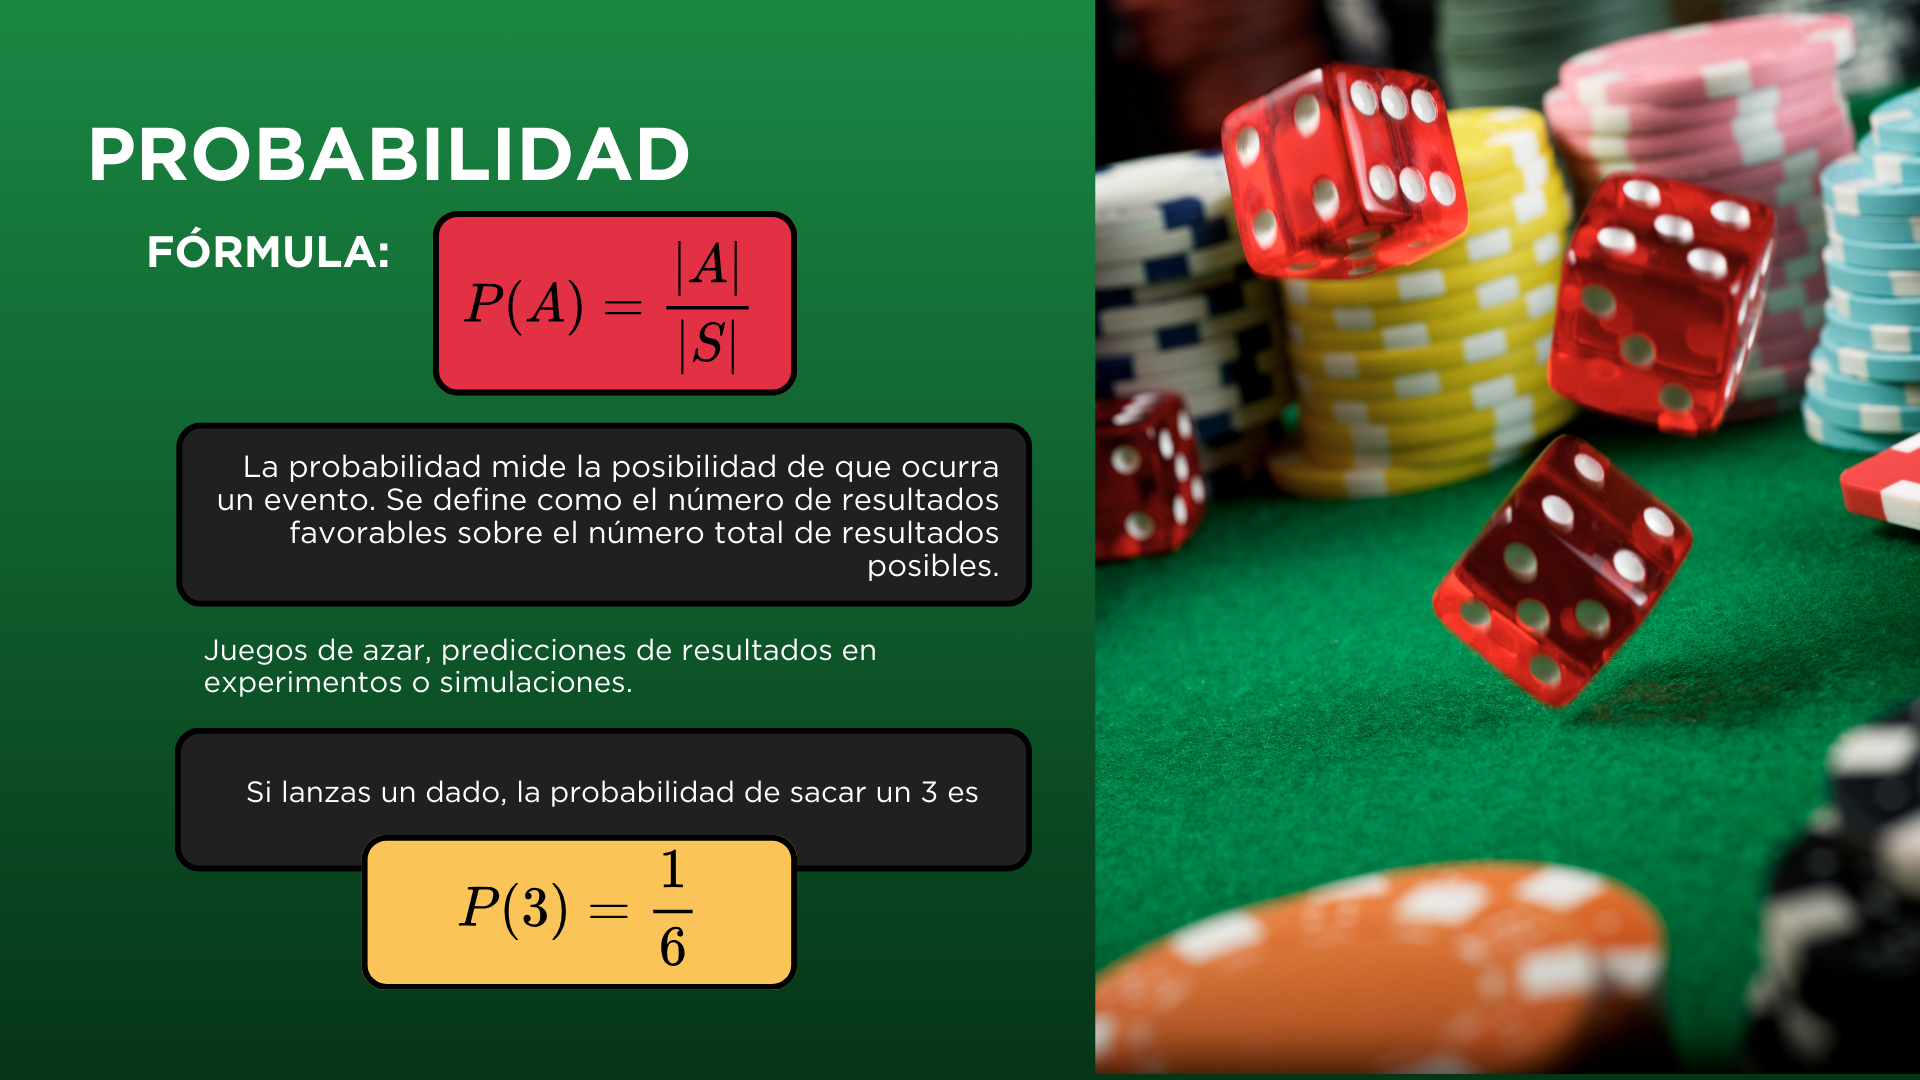 PROBABILIDAD
FÓRMULA:
P(A) = |A| / |S|
La probabilidad mide la posibilidad de que ocurra
un evento. Se define como el número de resultados
favorables sobre el número total de resultados
posibles.
Juegos de azar, predicciones de resultados en
experimentos o simulaciones.
Si lanzas un dado, la probabilidad de sacar un 3 es
P(3) = 1 / 6